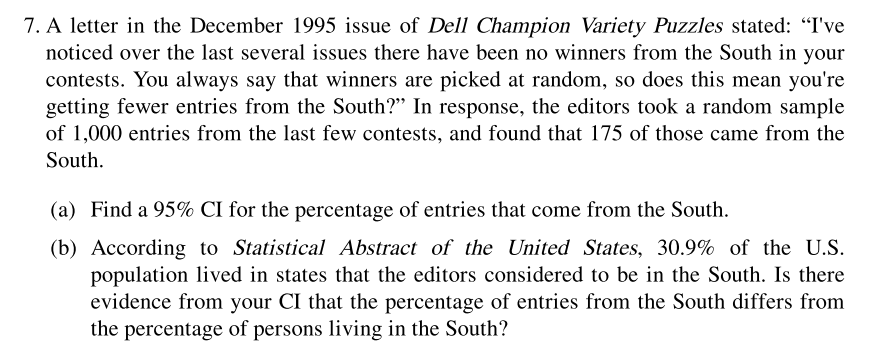 7. A letter in the December 1995 issue of Dell Champion Variety Puzzles stated: “I've
noticed over the last several issues there have been no winners from the South in your
contests. You always say that winners are picked at random, so does this mean you're
getting fewer entries from the South?” In response, the editors took a random sample
of 1,000 entries from the last few contests, and found that 175 of those came from the
South.
(a) Find a 95% CI for the percentage of entries that come from the South.
(b) According to Statistical Abstract of the United States, 30.9% of the U.S.
population lived in states that the editors considered to be in the South. Is there
evidence from your CI that the percentage of entries from the South differs from
the percentage of persons living in the South?